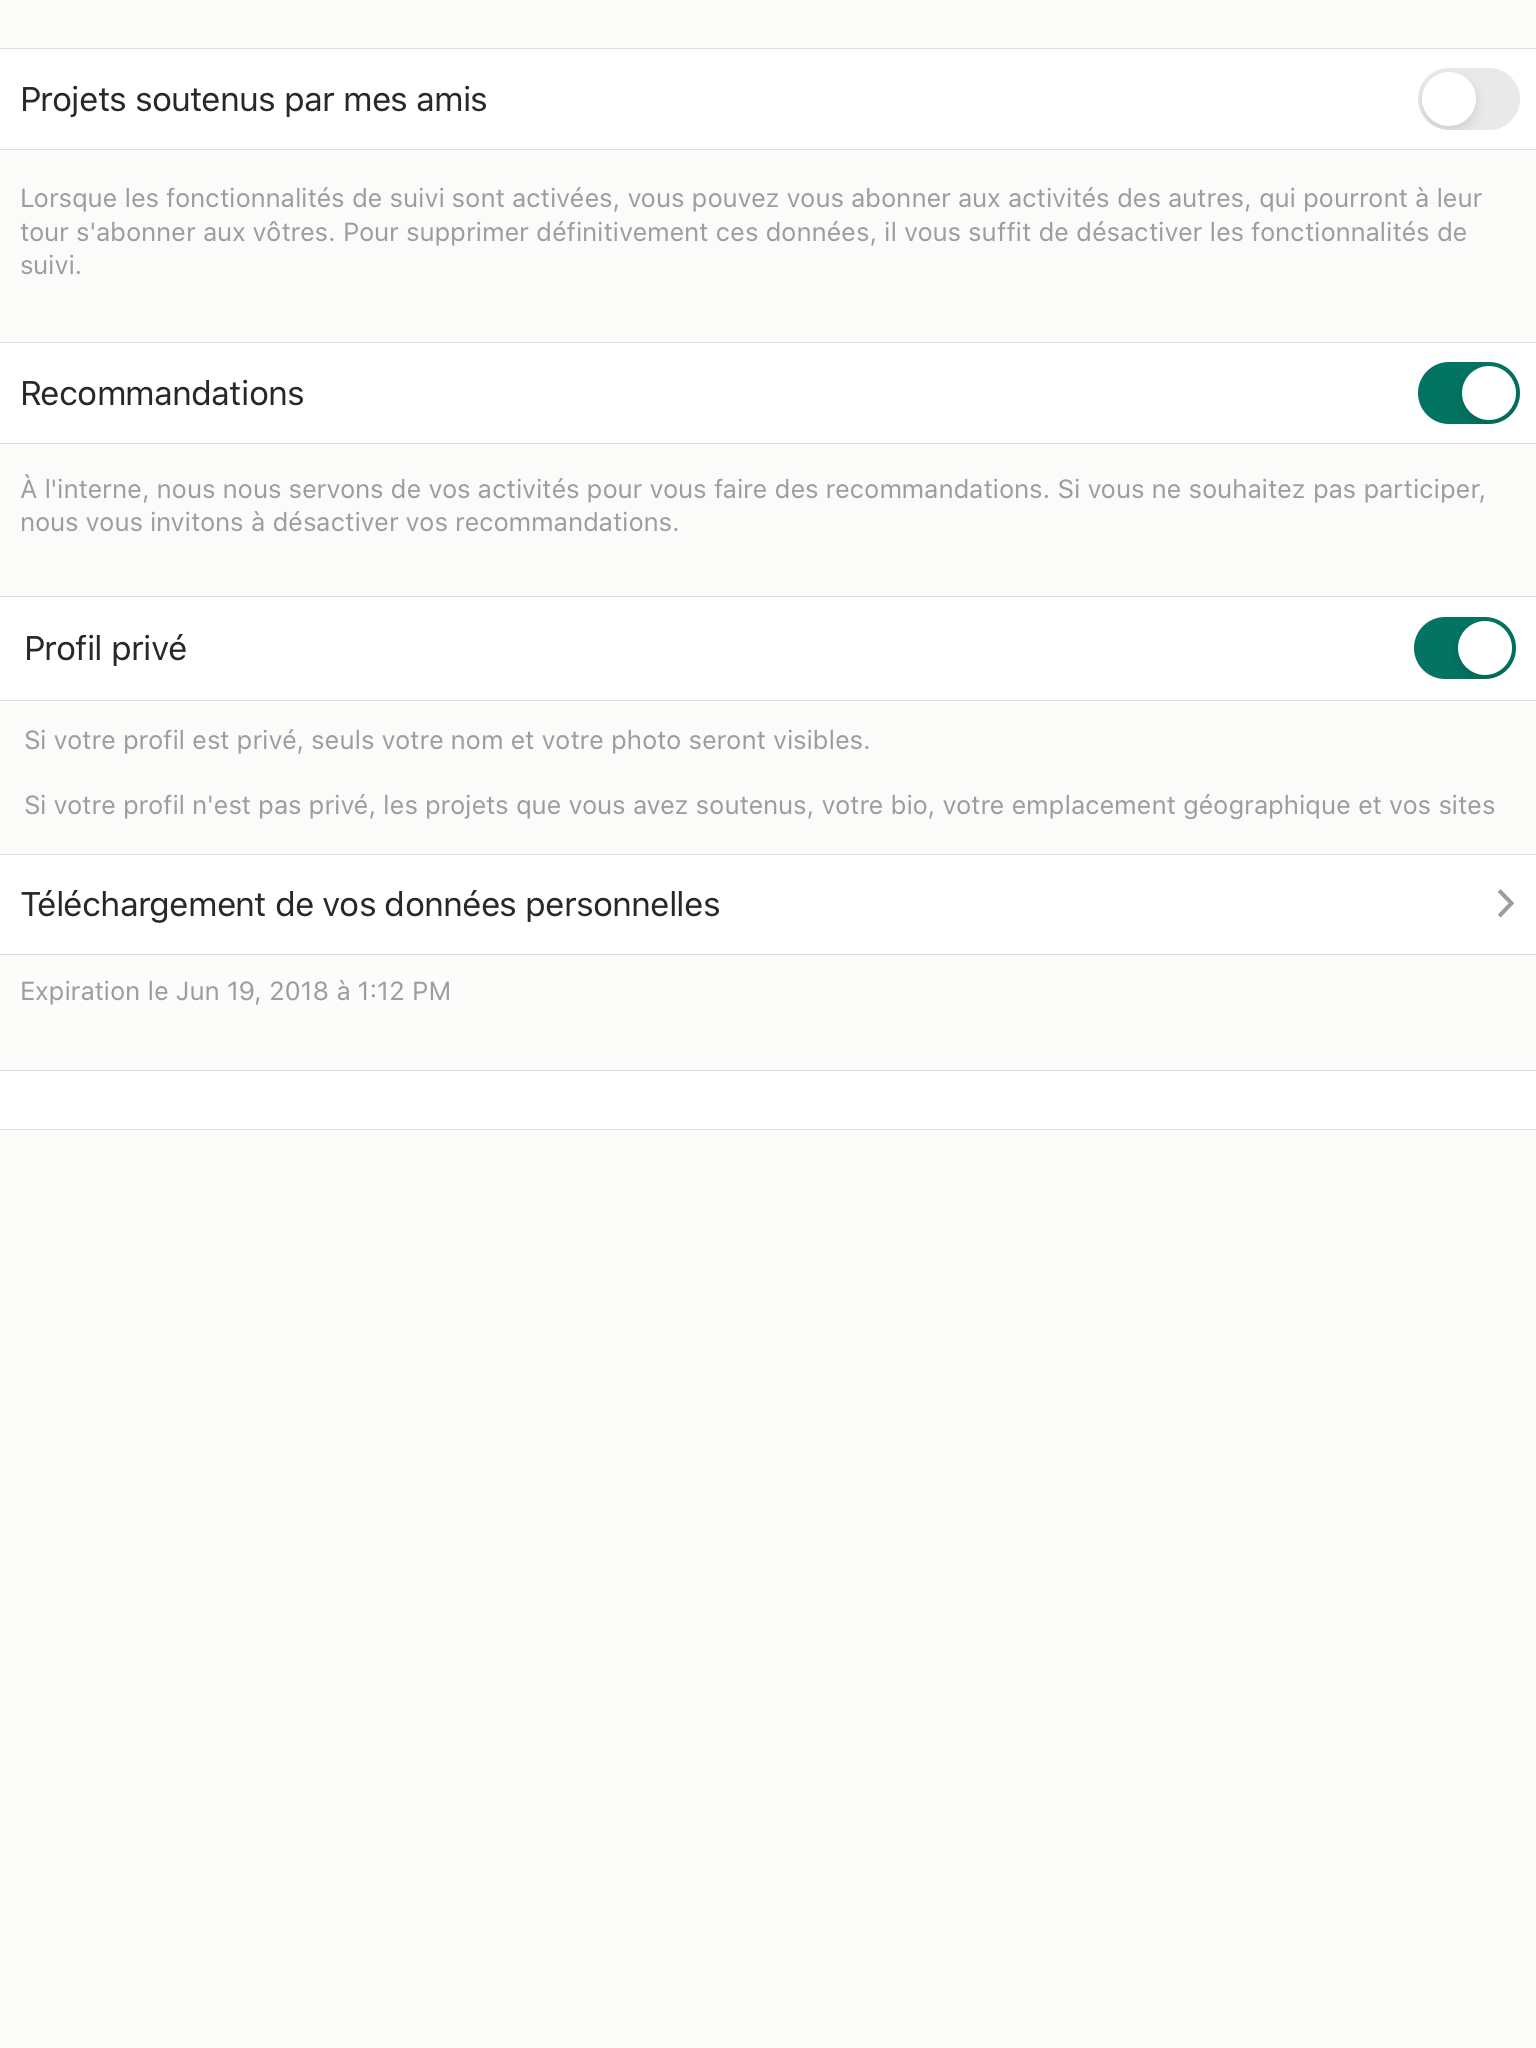 Projets soutenus par mes amis
Lorsque les fonctionnalités de suivi sont activées, vous pouvez vous abonner aux activités des autres, qui pourront à leur
tour s'abonner aux vôtres. Pour supprimer définitivement ces données, il vous suffit de désactiver les fonctionnalités de
suivi.
Recommandations
À l'interne, nous nous servons de vos activités pour vous faire des recommandations. Si vous ne souhaitez pas participer,
nous vous invitons à désactiver vos recommandations.
Profil privé
Si votre profil est privé, seuls votre nom et votre photo seront visibles.
Si votre profil n'est pas privé, les projets que vous avez soutenus, votre bio, votre emplacement géographique et vos sites
Téléchargement de vos données personnelles
Expiration le Jun 19, 2018 à 1:12 PM